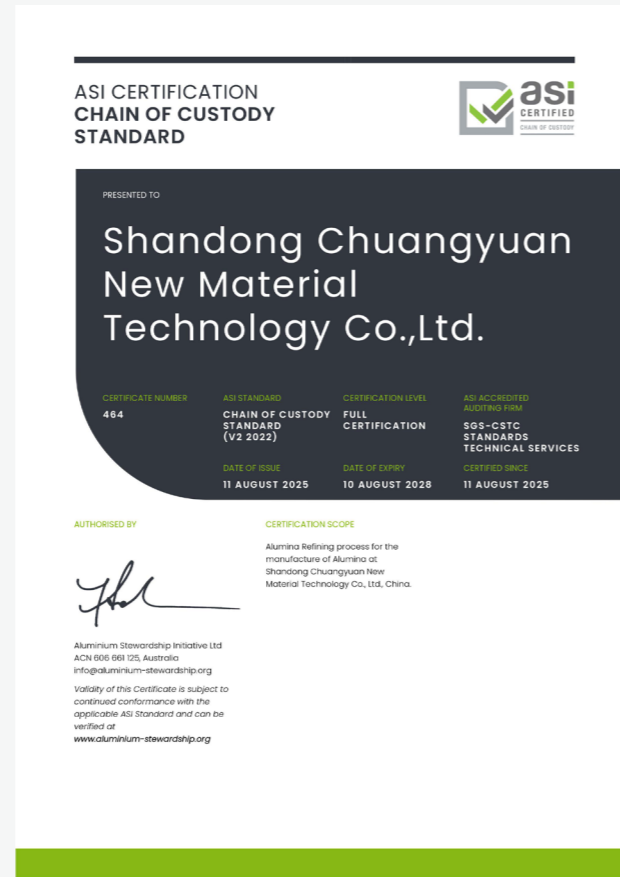 ASI CERTIFICATION
CHAIN OF CUSTODY
STANDARD
asi
CERTIFIED
CHAIN OF CUSTODY
PRESENTED TO
Shandong Chuangyuan
New Material
Technology Co.,Ltd.
CERTIFICATE NUMBER
464
ASI STANDARD
CHAIN OF CUSTODY
STANDARD
(V2 2022)
CERTIFICATION LEVEL
FULL
CERTIFICATION
ASI ACCREDITED
AUDITING FIRM
SGS-CSTC
STANDARDS
TECHNICAL SERVICES
DATE OF ISSUE
11 AUGUST 2025
DATE OF EXPIRY
10 AUGUST 2028
CERTIFIED SINCE
11 AUGUST 2025
AUTHORISED BY
Aluminium Stewardship Initiative Ltd
ACN 606 661 125, Australia
info@aluminium-stewardship.org
Validity of this Certificate is subject to
continued conformance with the
applicable ASI Standard and can be
verified at
www.aluminium-stewardship.org
CERTIFICATION SCOPE
Alumina Refining process for the
manufacture of Alumina at
Shandong Chuangyuan New
Material Technology Co., Ltd., China.